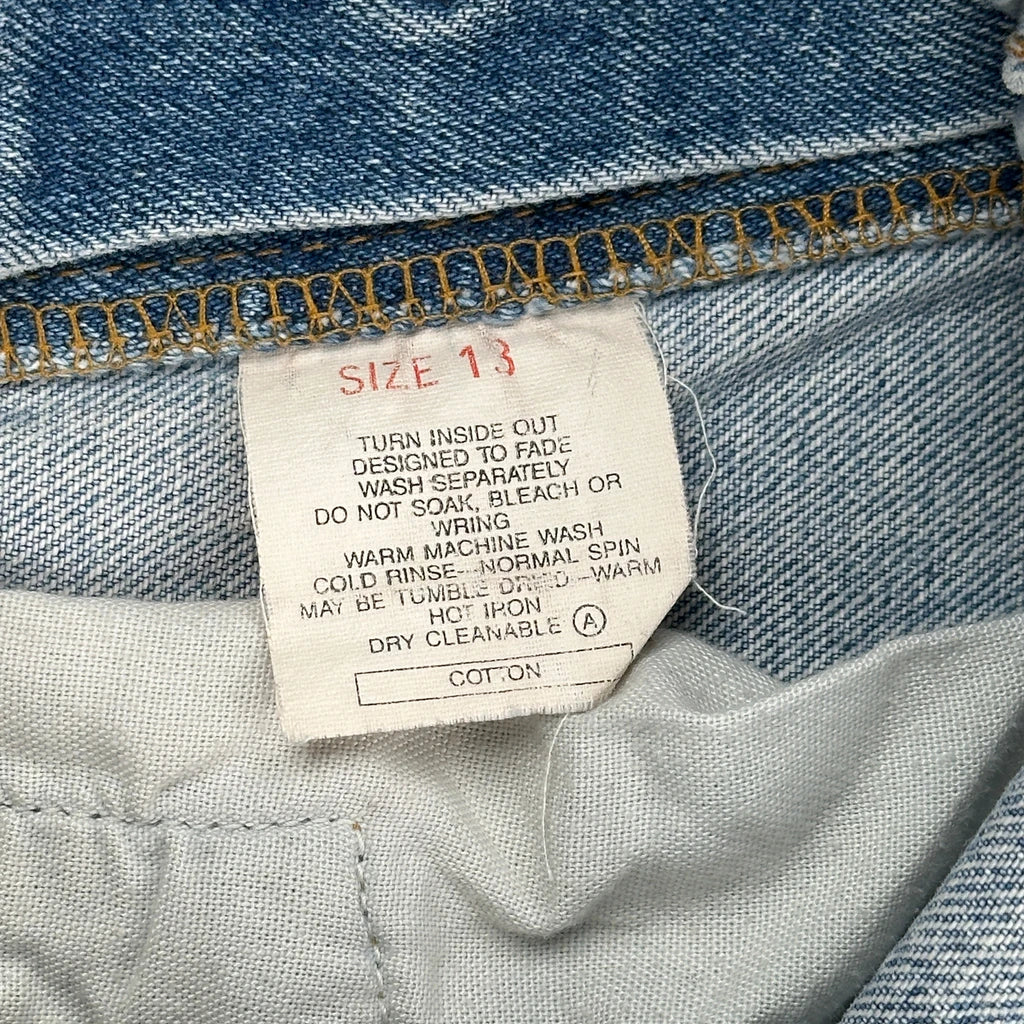 SIZE 13
TURN INSIDE OUT
DESIGNED TO FADE
WASH SEPARATELY
DO NOT SOAK, BLEACH OR
WRING
WARM MACHINE WASH
COLD RINSE—NORMAL SPIN
MAY BE TUMBLE DRIED—WARM
HOT IRON
DRY CLEANABLE Ⓐ
COTTON